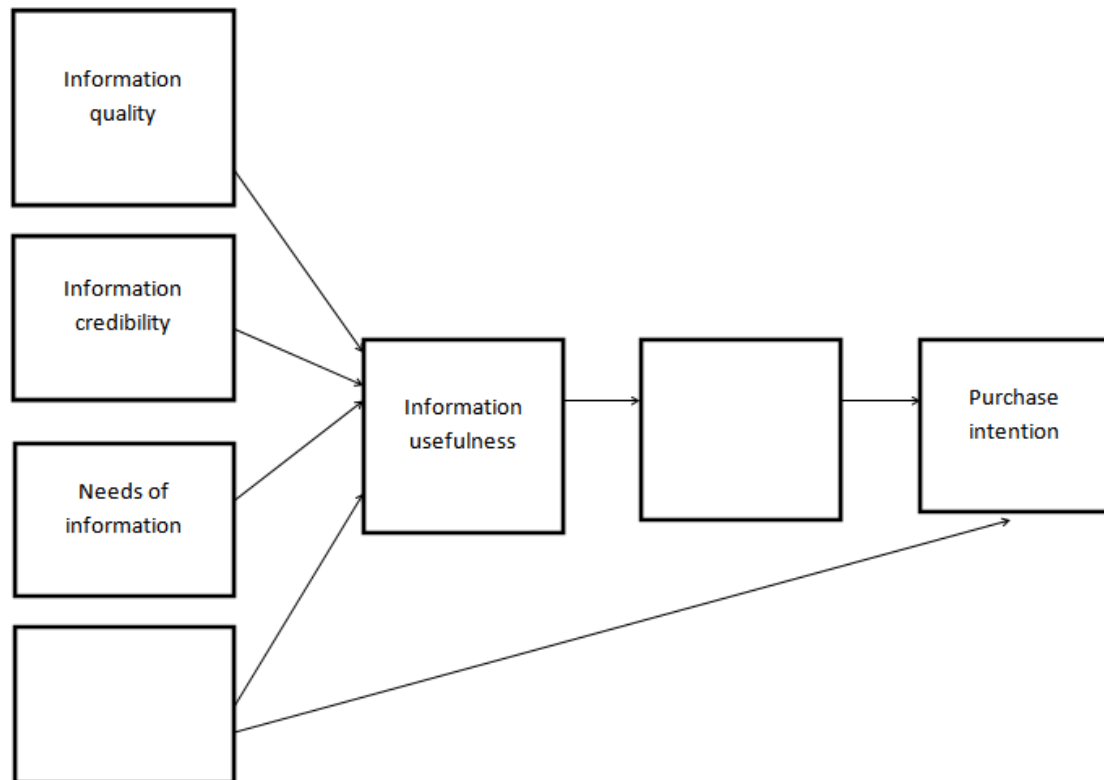 Information
quality
Information
credibility
Needs of
information
Information
usefulness
Purchase
intention